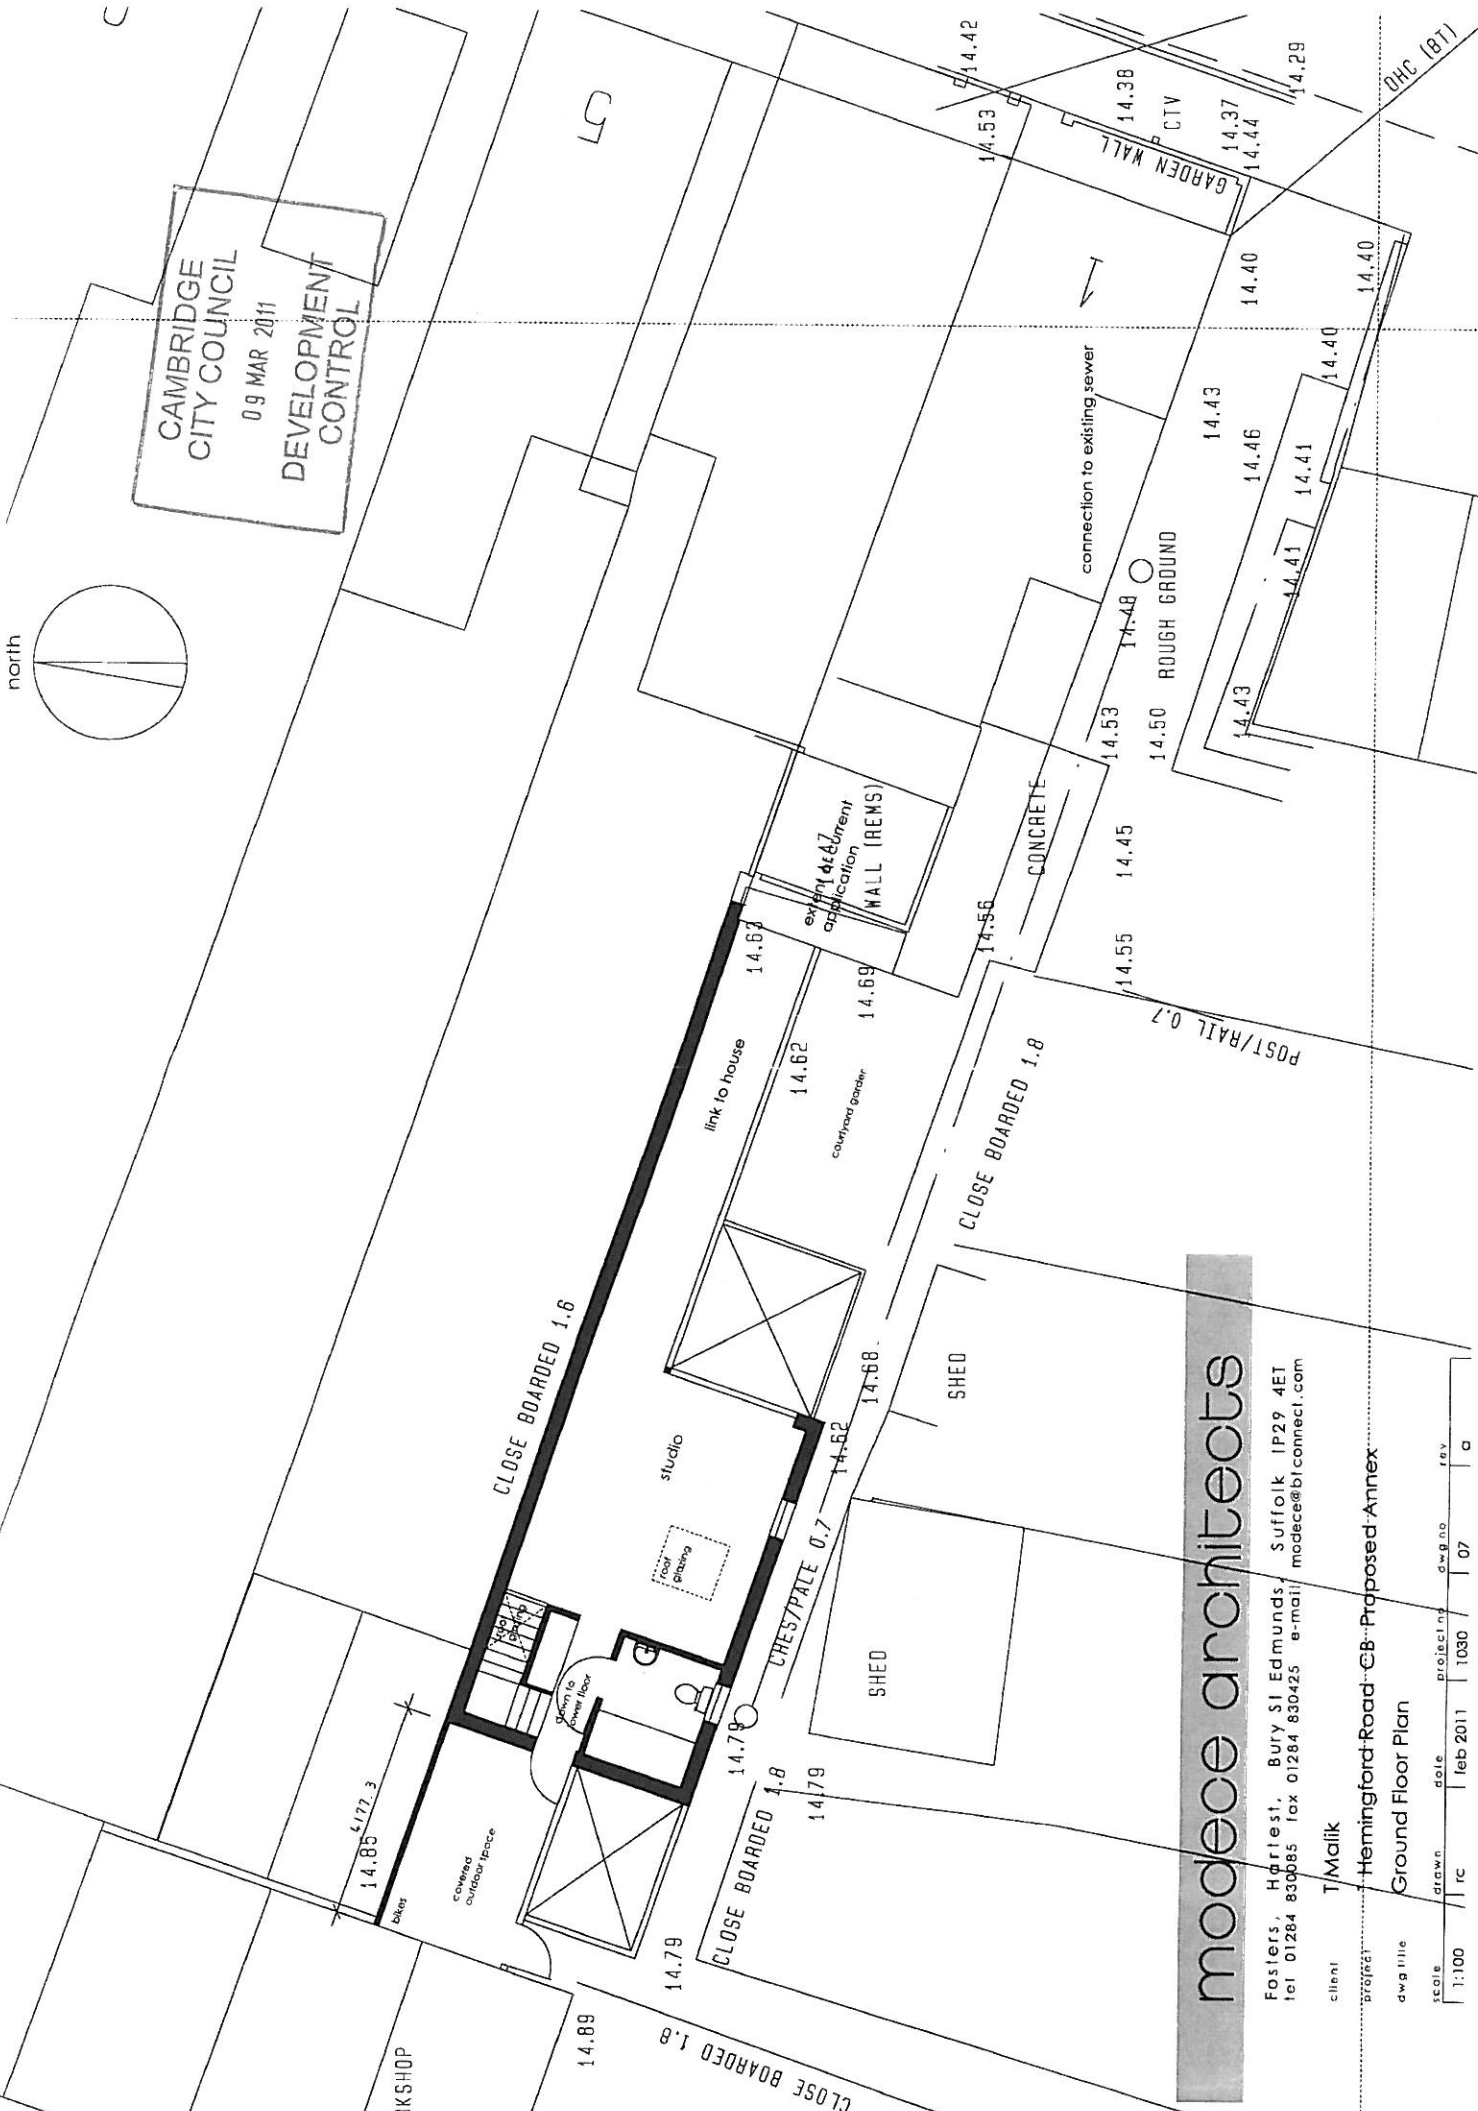 north
CAMBRIDGE
CITY COUNCIL
09 MAR 2011
DEVELOPMENT
CONTROL
5
14.42
14.53
14.38
CTV
14.29
14.37
14.44
GARDEN WALL
OHC (BT)
14.40
14.40
14.40
connection to existing sewer
14.43
14.46
14.41
14.41
14.48
ROUGH GROUND
14.43
14.53
14.50
CONCRETE
14.45
14.47
extent of current
application
WALL (REMS)
14.56
14.55
POST/RAIL 0.7
14.63
14.69
link to house
14.62
courtyard garden
CLOSE BOARDED 1.8
CLOSE BOARDED 1.6
14.68
SHED
studio
14.62
roof
glazing
CHES/PALE 0.7
SHED
roof
glazing
down to
lower floor
14.79
14.79
CLOSE BOARDED 1.8
4177.3
14.85
bikes
covered
outdoor space
14.79
14.89
CLOSE BOARDED 1.8
KSHOP
modece architects
Fosters, Hartest, Bury St Edmunds, Suffolk IP29 4ET
tel 01284 830085 fax 01284 830425 e-mail modece@btconnect.com
client T Malik
project 1 Hemingford Road CB Proposed Annex
dwg title Ground Floor Plan
scale drawn date project no dwg no rev
1:100 rc feb 2011 1030 07 a